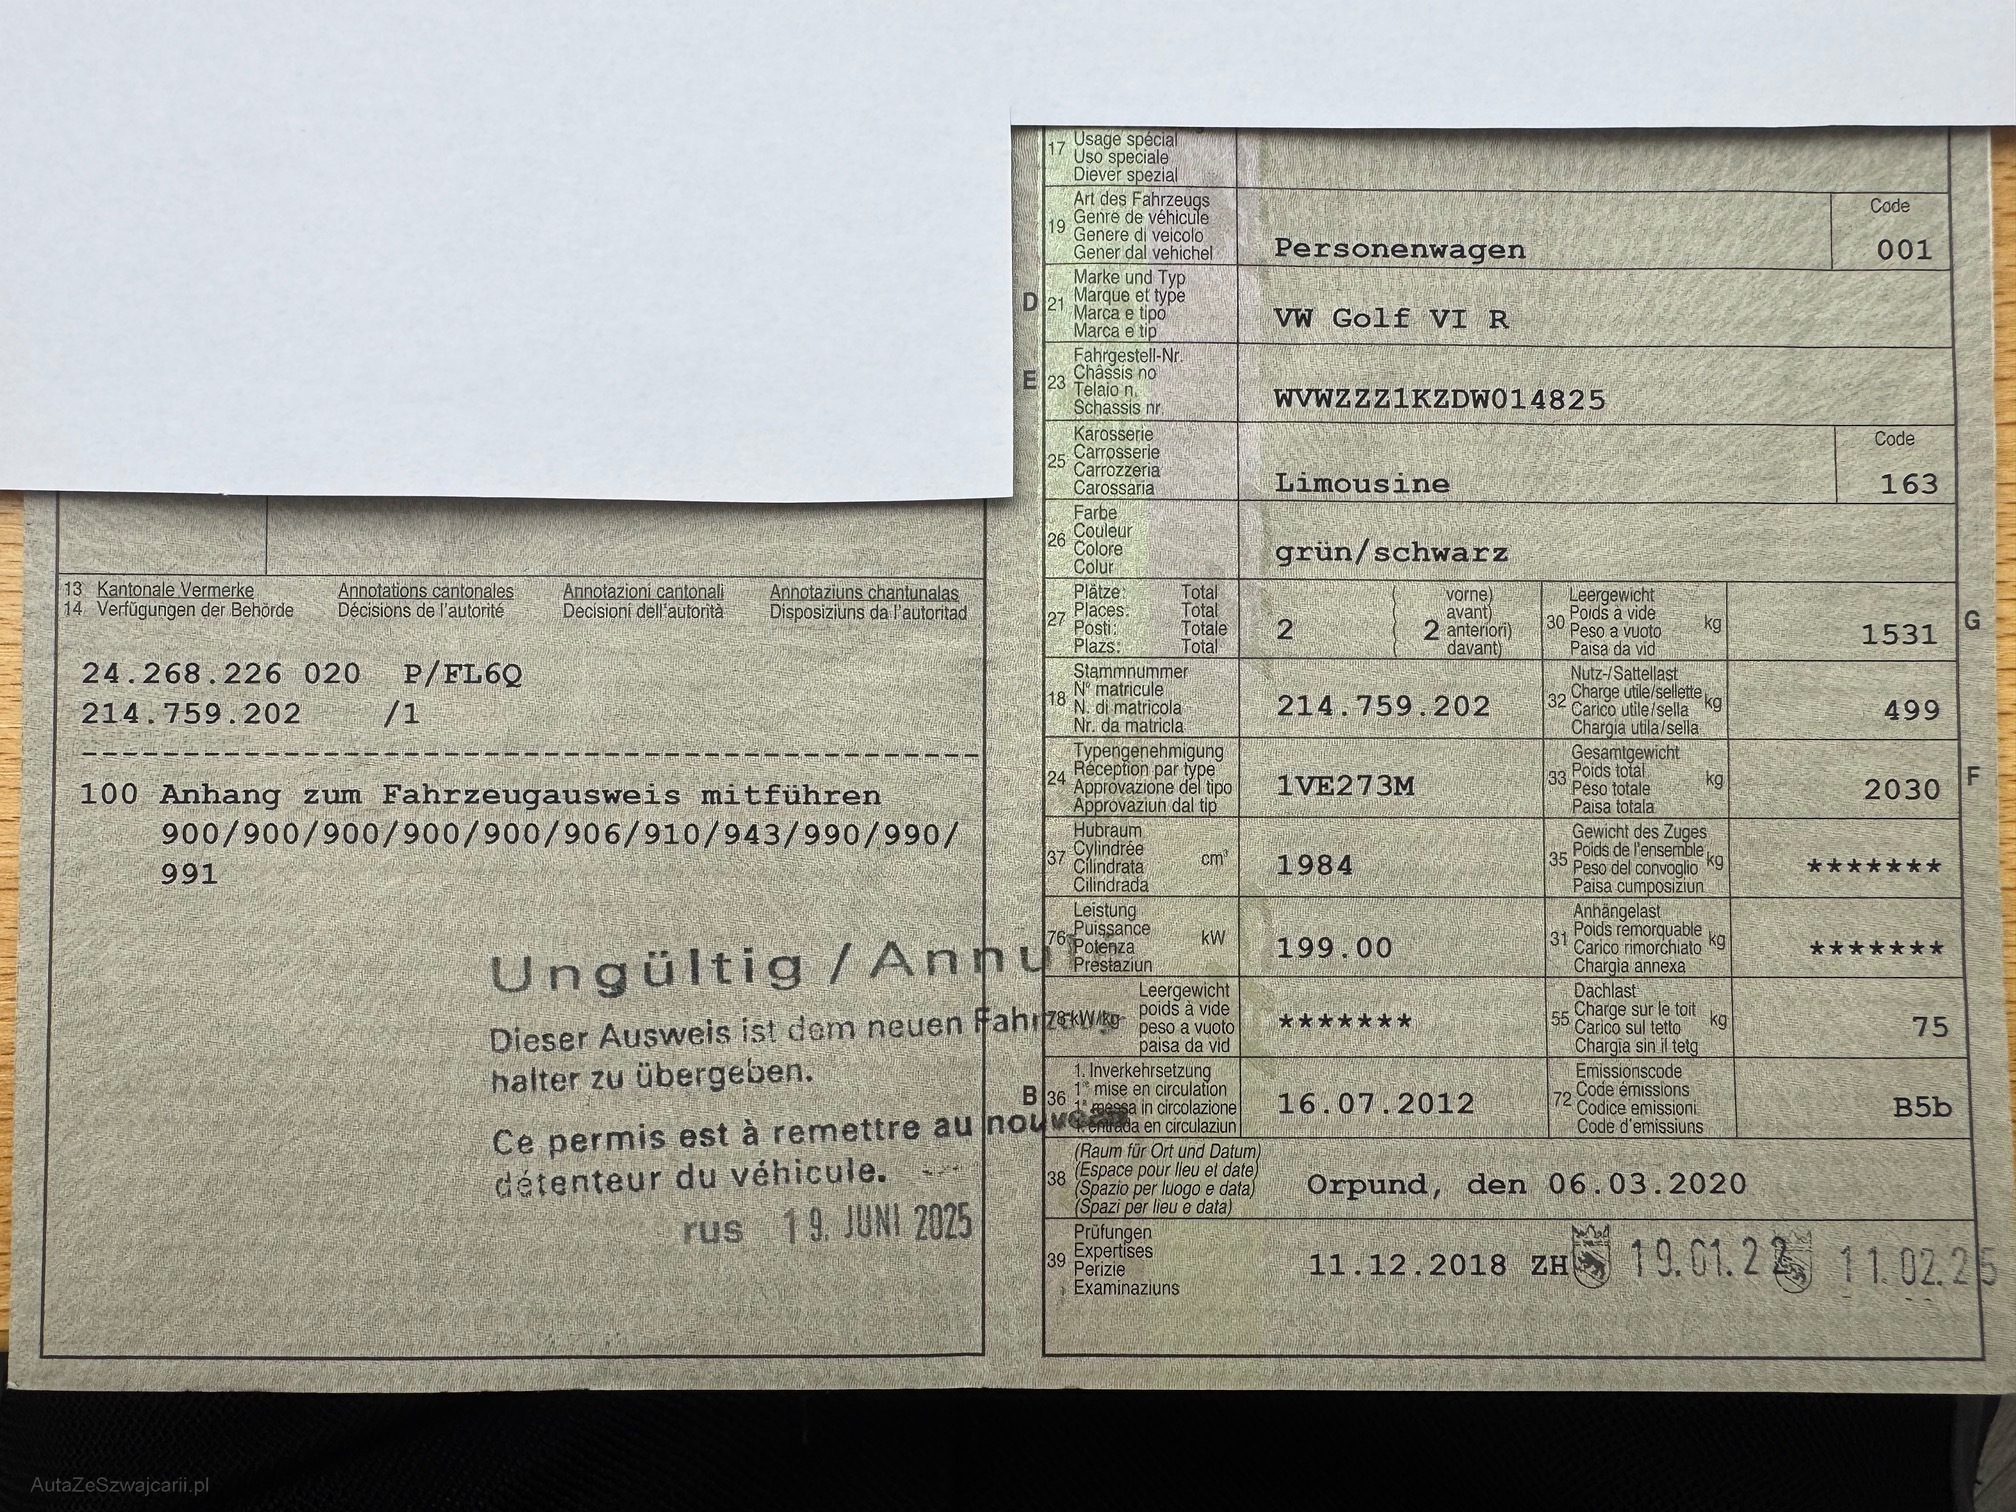 13 Kantonale Vermerke Annotations cantonales Annotazioni cantonali Annotaziuns chantunalas
14. Verfügungen der Behörde Décisions de l'autorité Decisioni dell'autorità Disposiziuns da l'autoritad
24.268.226 020 P/FL6Q
214.759.202 /1
100 Anhang zum Fahrzeugausweis mitführen
900/900/900/900/900/906/910/943/990/990/
991
Ungültig / Annu
Dieser Ausweis ist dem neuen Fahrzeug
halter zu übergeben.
Ce permis est à remettre au nouveau
détenteur du véhicule.
rus 19. JUNI 2025
17 Usage spécial
Uso speciale
Diever spezial
19 Art des Fahrzeugs
Genre de véhicule
Genere di veicolo
Gener dal vehichel
Personenwagen
Code
001
D 21 Marke und Typ
Marque et type
Marca e tipo
Marca e tip
VW Golf VI R
E 23 Fahrgestell-Nr.
Châssis no
Telaio n.
Schassis nr.
WVWZZZ1KZDW014825
25 Karosserie
Carrosserie
Carrozzeria
Carossaria
Limousine
Code
163
26 Farbe
Couleur
Colore
Colur
grün/schwarz
27 Plätze: Total
Places: Total
Posti: Totale
Plazs: Total
2
2 vorne)
avant)
anteriori)
davant)
30 Leergewicht
Poids à vide
Peso a vuoto
Paisa da vid
kg
1531
G
18 Stammnummer
N° matricule
N. di matricola
Nr. da matricla
214.759.202
32 Nutz-/Sattellast
Charge utile/sellette
Carico utile/sella
Chargia utila/sella
kg
499
24 Typengenehmigung
Réception par type
Approvazione del tipo
Approvaziun dal tip
1VE273M
33 Gesamtgewicht
Poids total
Peso totale
Paisa totala
kg
2030
F
37 Hubraum
Cylindrée
Cilindrata
Cilindrada
cm³
1984
35 Gewicht des Zuges
Poids de l'ensemble
Peso del convoglio
Paisa cumposiziun
kg
*******
76 Leistung
Puissance
Potenza
Prestaziun
kW
199.00
31 Anhängelast
Poids remorquable
Carico rimorchiato
Chargia annexa
kg
*******
78 kW/kg Leergewicht
poids à vide
peso a vuoto
paisa da vid
*******
55 Dachlast
Charge sur le toit
Carico sul tetto
Chargia sin il tetg
kg
75
B 36 1. Inverkehrsetzung
1re mise en circulation
1a messa in circolazione
1. entrada en circulaziun
16.07.2012
72 Emissionscode
Code émissions
Codice emissioni
Code d'emissiuns
B5b
38 (Raum für Ort und Datum)
(Espace pour lieu et date)
(Spazio per luogo e data)
(Spazi per lieu e data)
Orpund, den 06.03.2020
39 Prüfungen
Expertises
Perizie
Examinaziuns
11.12.2018 ZH 19.01.22 11.02.25
AutaZeSzwajcarii.pl